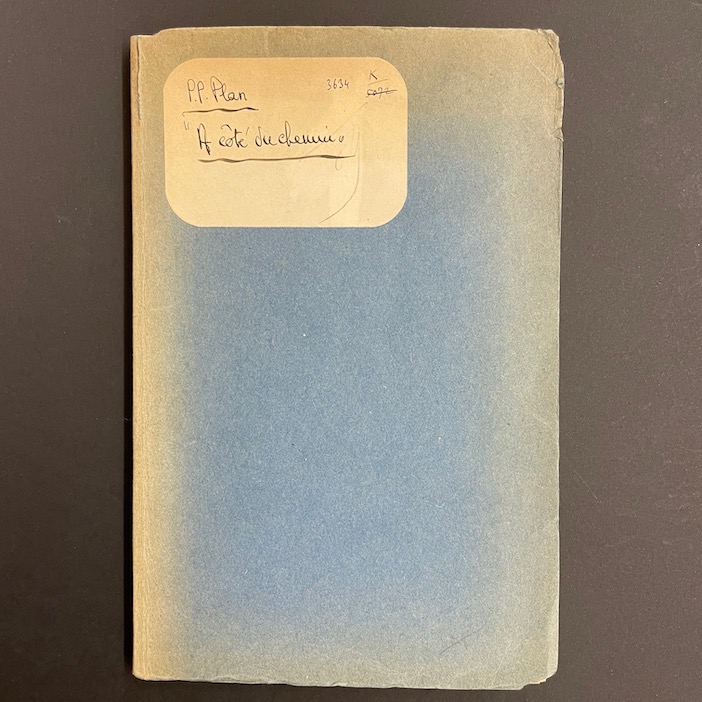 P.P. Plan
3634
K
"A côté du chemin"